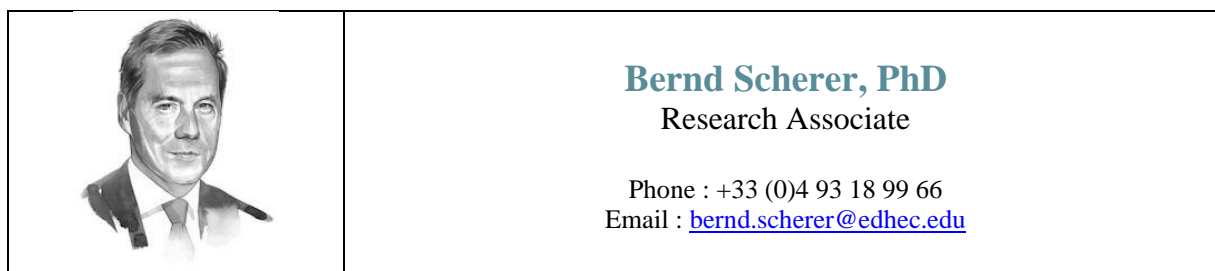 Bernd Scherer, PhD
Research Associate
Phone : +33 (0)4 93 18 99 66
Email : bernd.scherer@edhec.edu